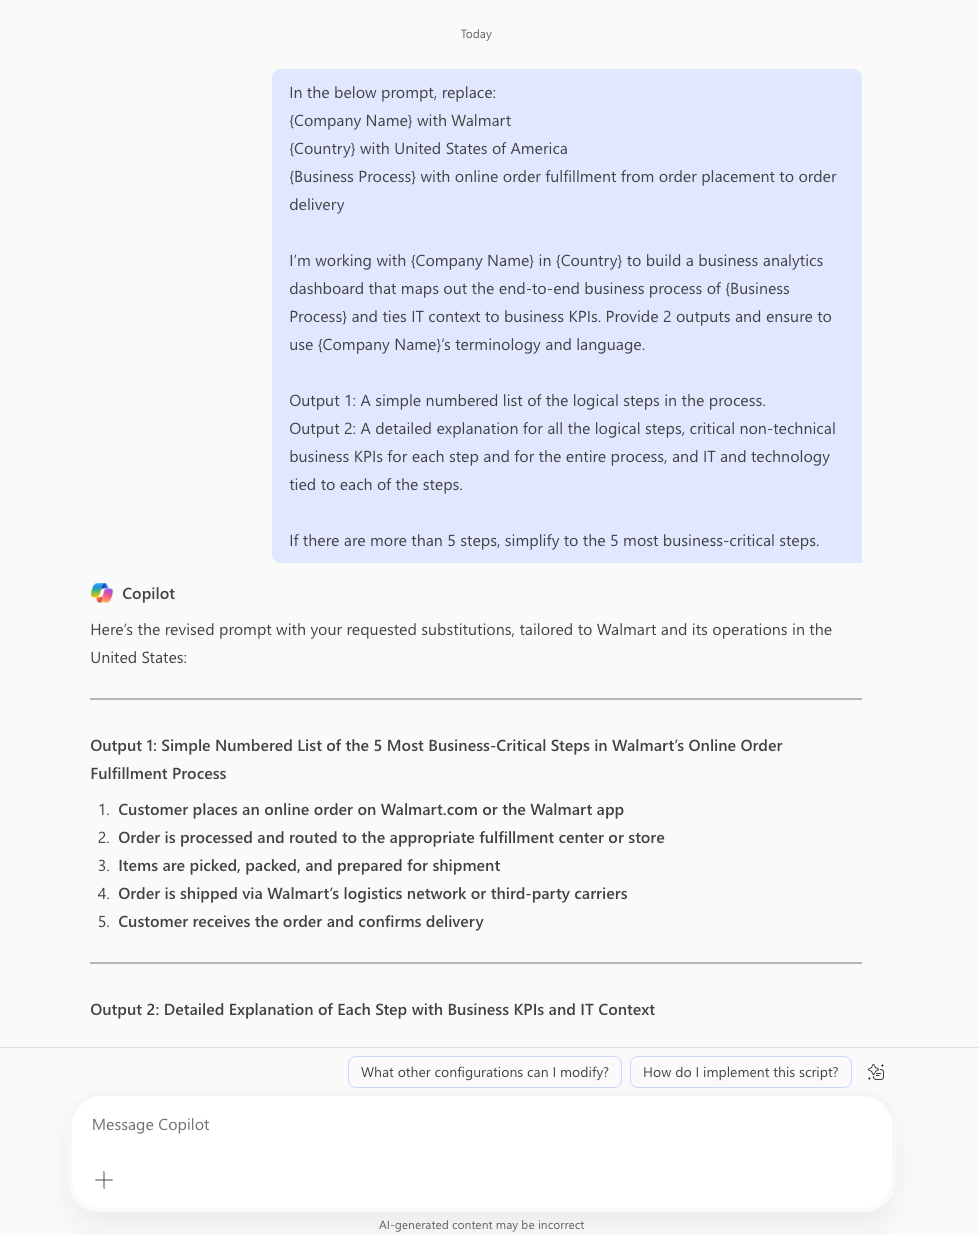 Today
In the below prompt, replace:
{Company Name} with Walmart
{Country} with United States of America
{Business Process} with online order fulfillment from order placement to order
delivery
I’m working with {Company Name} in {Country} to build a business analytics
dashboard that maps out the end-to-end business process of {Business
Process} and ties IT context to business KPIs. Provide 2 outputs and ensure to
use {Company Name}’s terminology and language.
Output 1: A simple numbered list of the logical steps in the process.
Output 2: A detailed explanation for all the logical steps, critical non-technical
business KPIs for each step and for the entire process, and IT and technology
tied to each of the steps.
If there are more than 5 steps, simplify to the 5 most business-critical steps.
Copilot
Here’s the revised prompt with your requested substitutions, tailored to Walmart and its operations in the
United States:
Output 1: Simple Numbered List of the 5 Most Business-Critical Steps in Walmart’s Online Order
Fulfillment Process
1. Customer places an online order on Walmart.com or the Walmart app
2. Order is processed and routed to the appropriate fulfillment center or store
3. Items are picked, packed, and prepared for shipment
4. Order is shipped via Walmart’s logistics network or third-party carriers
5. Customer receives the order and confirms delivery
Output 2: Detailed Explanation of Each Step with Business KPIs and IT Context
What other configurations can I modify?
How do I implement this script?
Message Copilot
AI-generated content may be incorrect